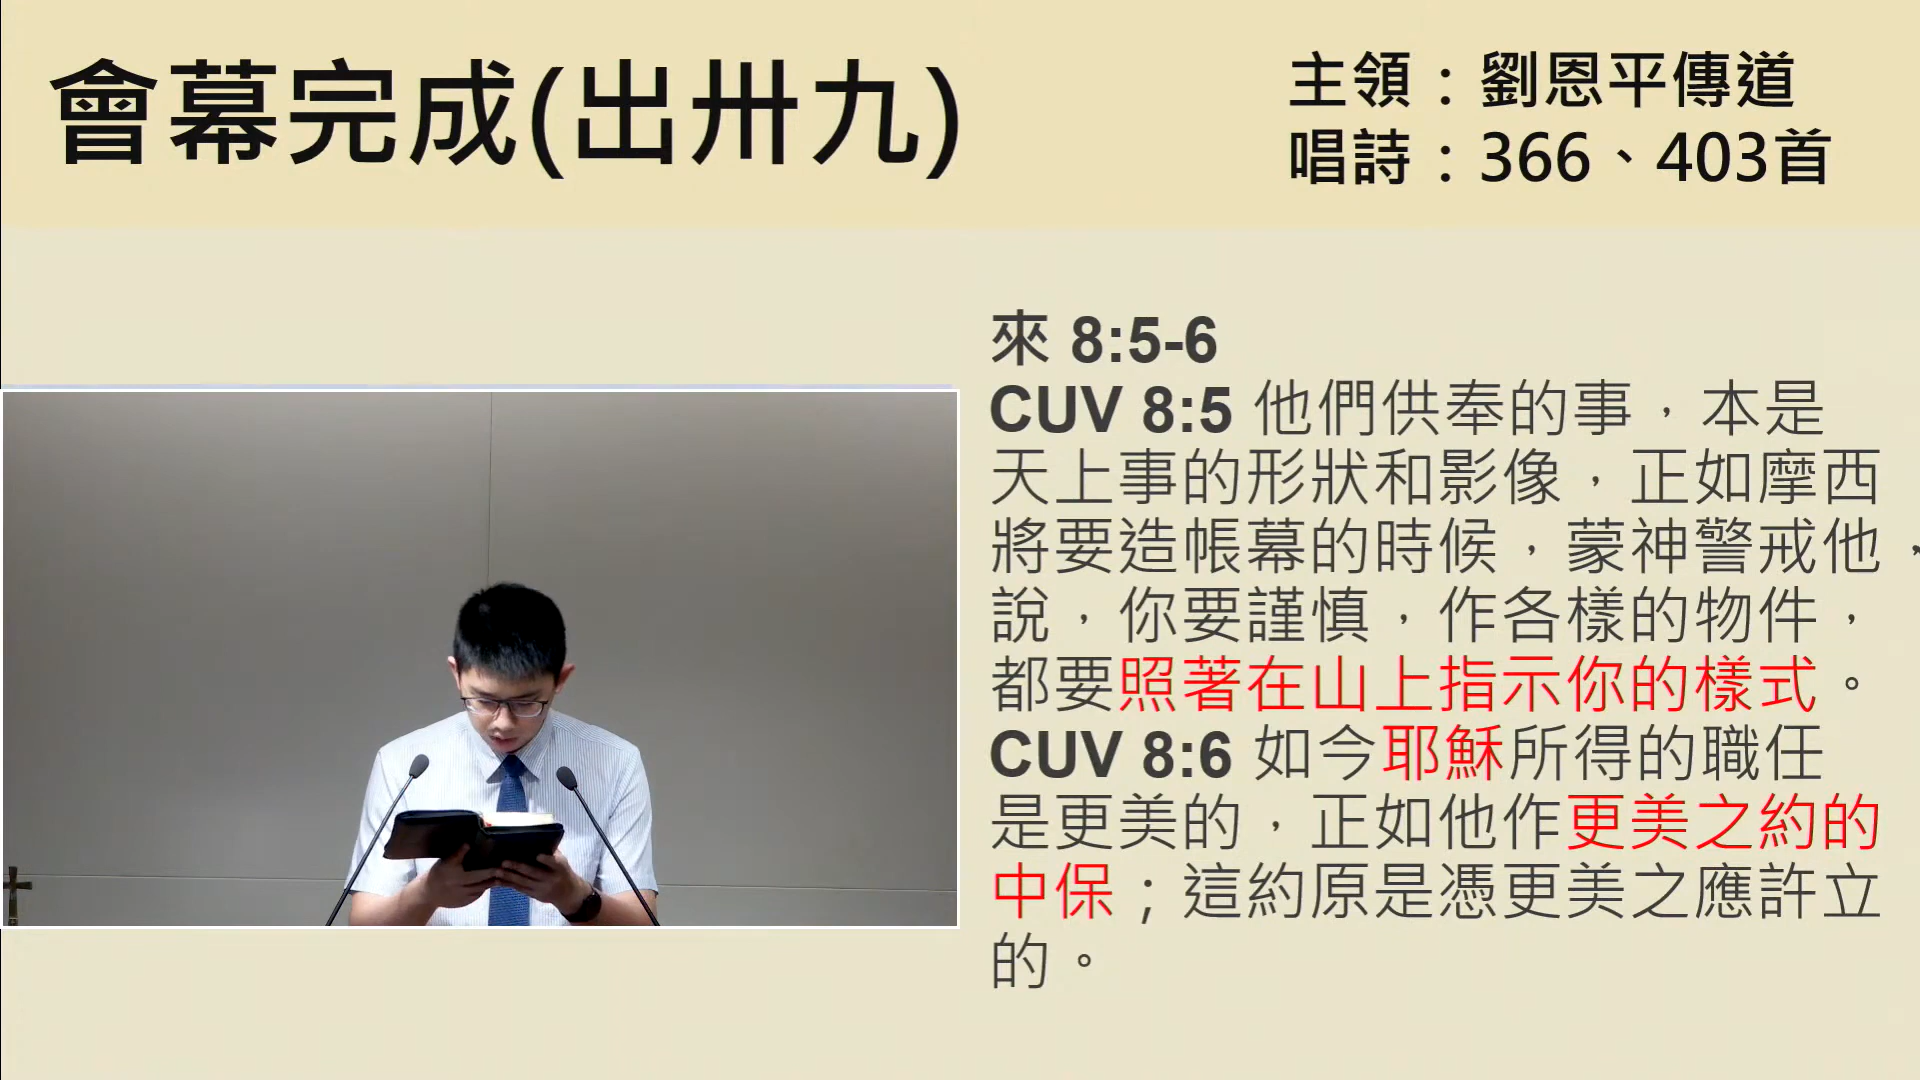 會幕完成(出卅九)
主領：劉恩平傳道
唱詩：366、403首
來 8:5-6
CUV 8:5 他們供奉的事，本是
天上事的形狀和影像，正如摩西
將要造帳幕的時候，蒙神警戒他，
說，你要謹慎，作各樣的物件，
都要照著在山上指示你的樣式。
CUV 8:6 如今耶穌所得的職任
是更美的，正如他作更美之約的
中保；這約原是憑更美之應許立
的。